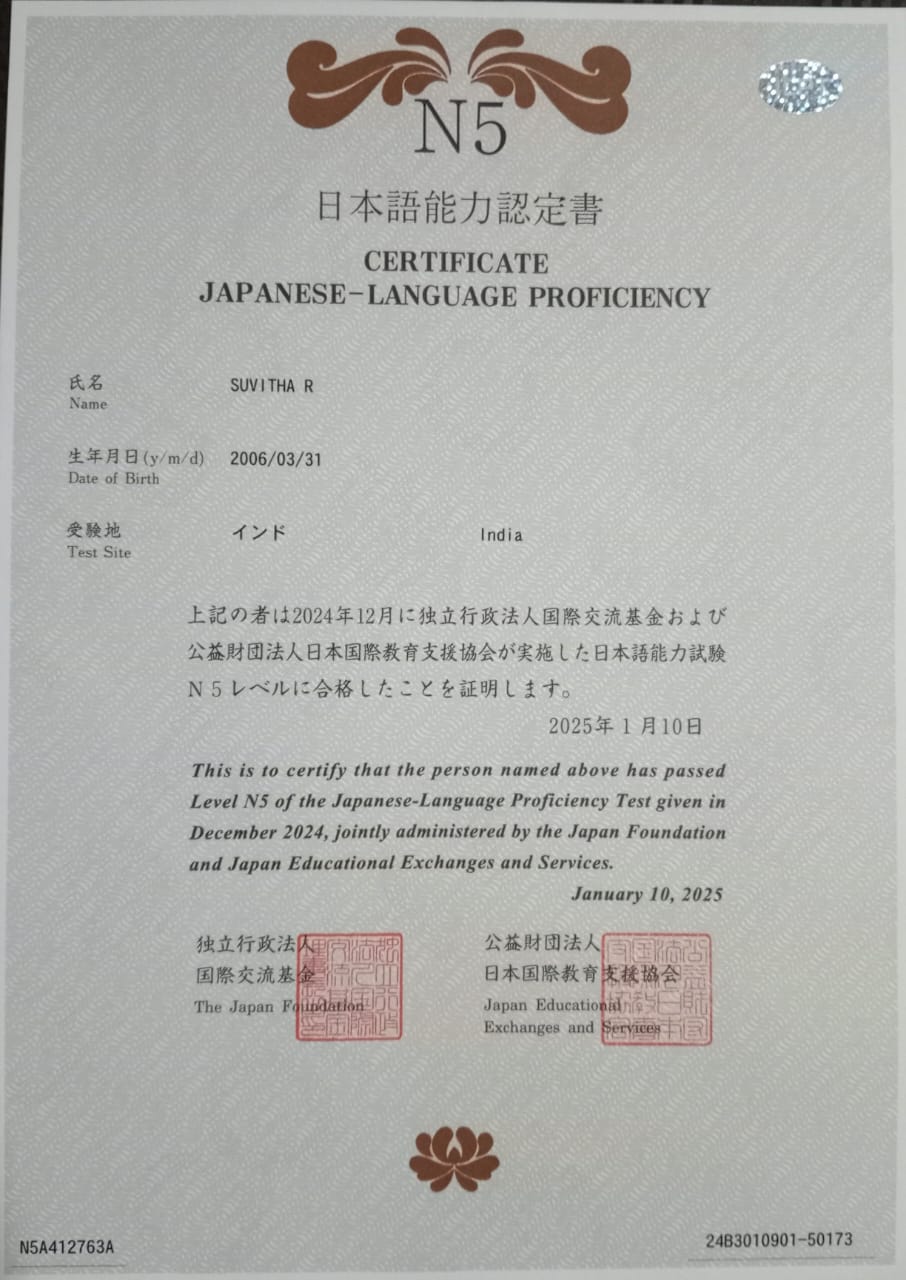 N5
日本語能力認定書
CERTIFICATE
JAPANESE-LANGUAGE PROFICIENCY
氏名 SUVITHA R
Name
生年月日(y/m/d) 2006/03/31
Date of Birth
受験地 インド India
Test Site
上記の者は2024年12月に独立行政法人国際交流基金および
公益財団法人日本国際教育支援協会が実施した日本語能力試験
N5レベルに合格したことを証明します。
2025年1月10日
This is to certify that the person named above has passed
Level N5 of the Japanese-Language Proficiency Test given in
December 2024, jointly administered by the Japan Foundation
and Japan Educational Exchanges and Services.
January 10, 2025
独立行政法人 公益財団法人
国際交流基金 日本国際教育支援協会
The Japan Foundation Japan Educational
Exchanges and Services
N5A412763A 24B3010901-50173